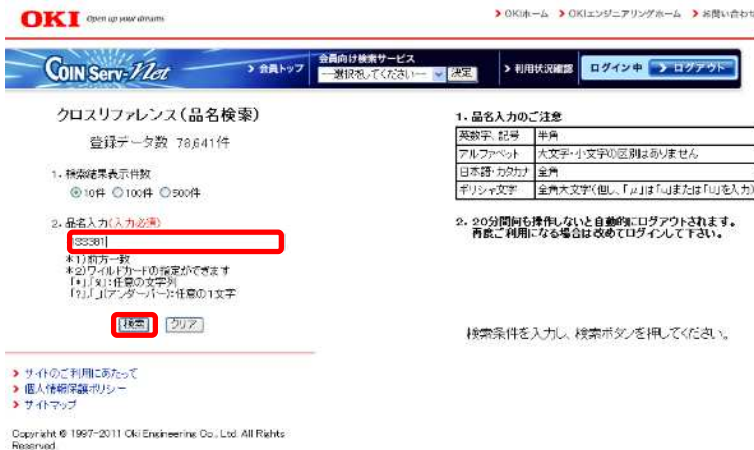 OKI Open up your dreams
> OKIホーム > OKIエンジニアリングホーム > お問い合わせ
COIN Serv-Net
> 会員トップ
会員向け検索サービス
---選択してください--- 決定
> 利用状況確認
ログイン中 > ログアウト
クロスリファレンス(品名検索)
登録データ数 78,641件
1. 検索結果表示件数
10件 100件 500件
2. 品名入力(入力必須)
*1)前方一致
*2)ワイルドカードの指定ができます
「*」,「%」:任意の文字列
「?」,「_」(アンダーバー):任意の1文字
検索 クリア
1. 品名入力のご注意
英数字、記号 半角
アルファベット 大文字・小文字の区別はありません
日本語・カタカナ 全角
ギリシャ文字 全角大文字(但し、「μ」は「u」または「U」を入力)
2. 20分間何も操作しないと自動的にログアウトされます。
再度ご利用になる場合は改めてログインして下さい。
検索条件を入力し、検索ボタンを押してください。
> サイトのご利用にあたって
> 個人情報保護ポリシー
> サイトマップ
Copyright © 1997-2011 Oki Engineering Co., Ltd. All Rights
Reserved.